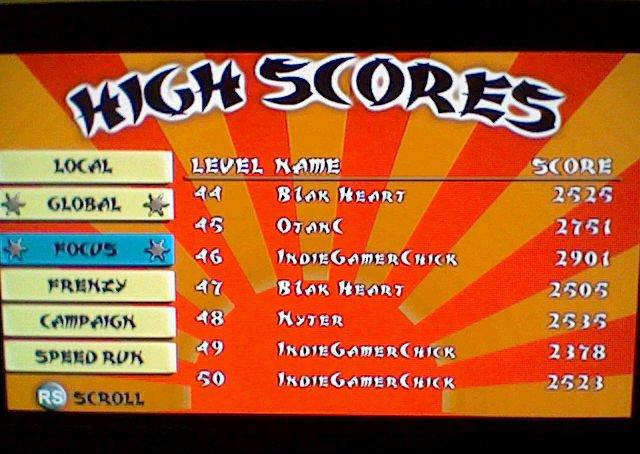 HIGH SCORES
LOCAL
GLOBAL
FOCUS
FRENZY
CAMPAIGN
SPEED RUN
RS SCROLL
LEVEL NAME SCORE
44 Blak Heart 2525
45 OtanC 2751
46 IndieGamerChick 2901
47 Blak Heart 2505
48 Nyter 2535
49 IndieGamerChick 2378
50 IndieGamerChick 2523